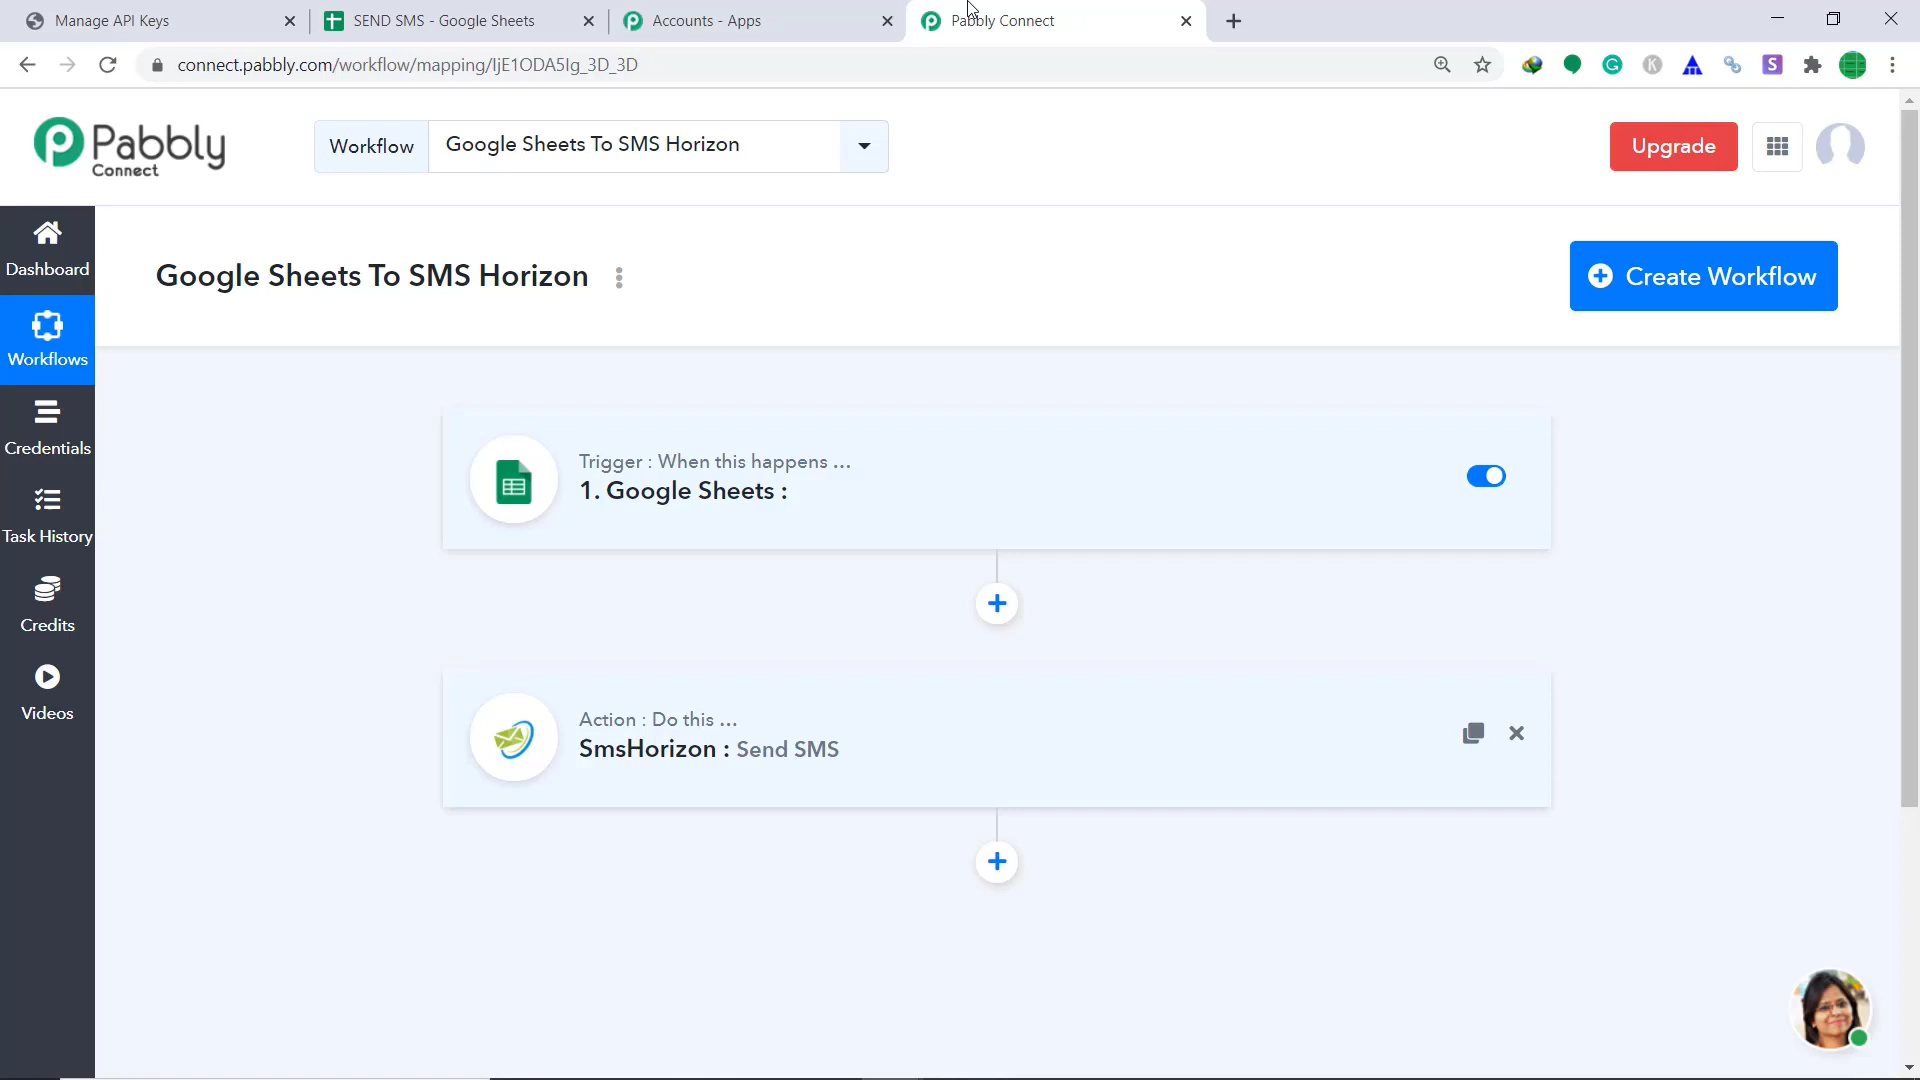 Manage API Keys
SEND SMS - Google Sheets
Accounts - Apps
Pabbly Connect
connect.pabbly.com/workflow/mapping/IjE1ODA5Ig_3D_3D
Pabbly
Connect
Workflow
Google Sheets To SMS Horizon
Upgrade
Dashboard
Workflows
Credentials
Task History
Credits
Videos
Google Sheets To SMS Horizon
Create Workflow
Trigger : When this happens ...
1. Google Sheets :
Action : Do this ...
SmsHorizon : Send SMS